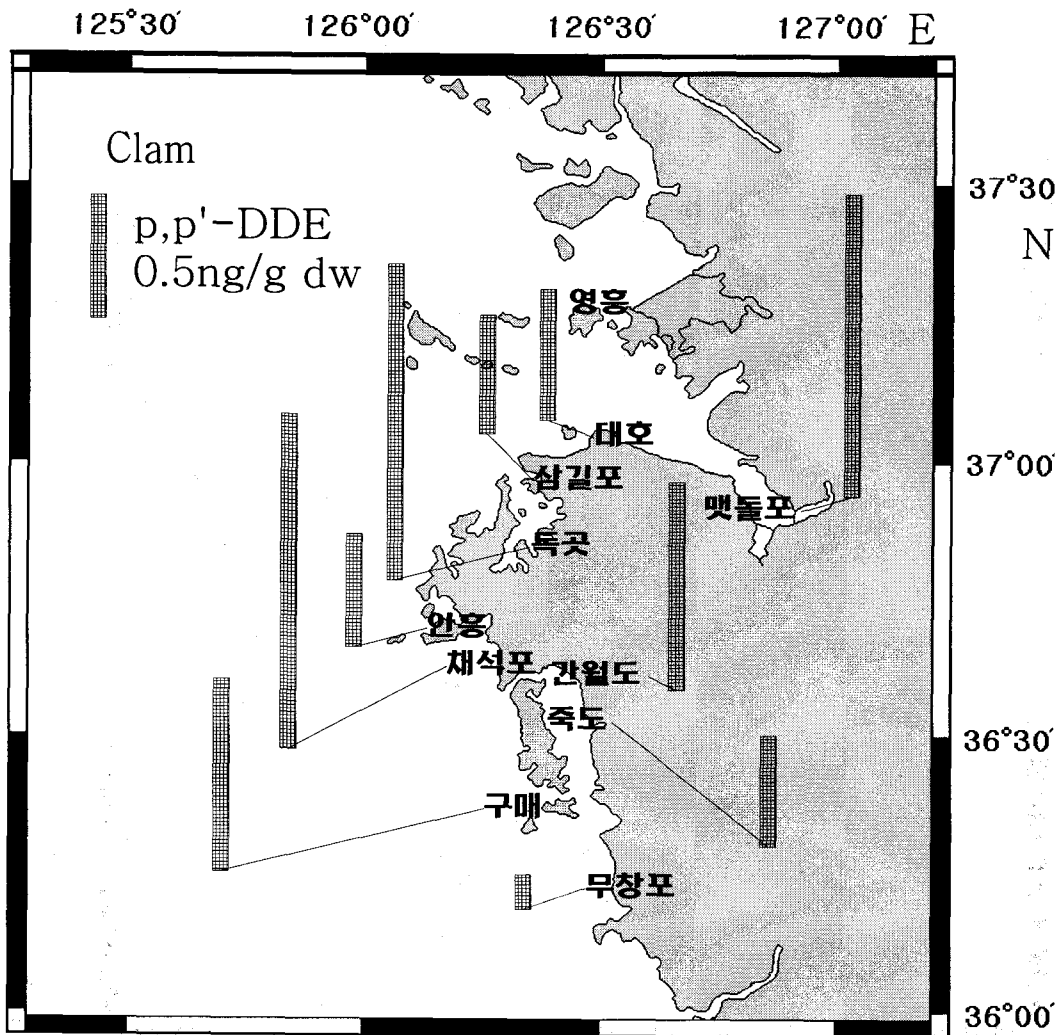 125°30′ 126°00′ 126°30′ 127°00′ E
Clam
37°30′
p,p'-DDE
N
0.5ng/g dw
영흥
대호
37°00′
삼길포
맷돌포
독곶
안흥
채석포
간월도
죽도
36°30′
구매
무창포
36°00′